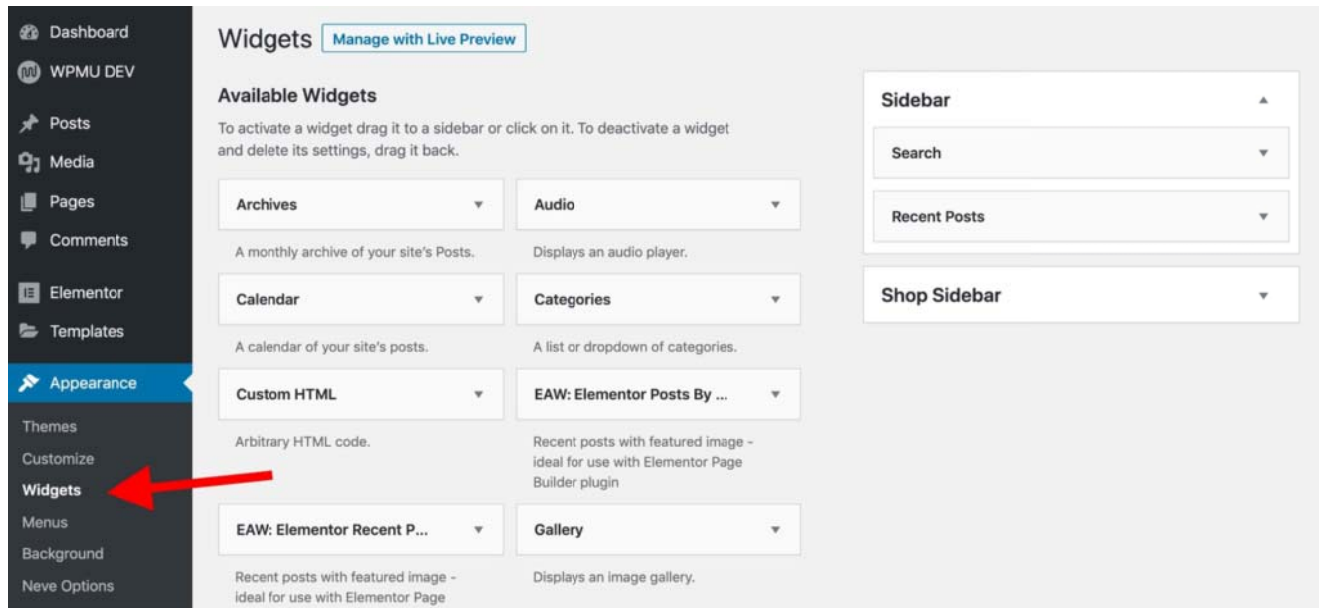 Dashboard
WPMU DEV
Posts
Media
Pages
Comments
Elementor
Templates
Appearance
Themes
Customize
Widgets
Menus
Background
Neve Options
Widgets
Manage with Live Preview
Available Widgets
To activate a widget drag it to a sidebar or click on it. To deactivate a widget
and delete its settings, drag it back.
Archives
A monthly archive of your site's Posts.
Audio
Displays an audio player.
Calendar
A calendar of your site's posts.
Categories
A list or dropdown of categories.
Custom HTML
Arbitrary HTML code.
EAW: Elementor Posts By ...
Recent posts with featured image -
ideal for use with Elementor Page
Builder plugin
EAW: Elementor Recent P...
Recent posts with featured image -
ideal for use with Elementor Page
Gallery
Displays an image gallery.
Sidebar
Search
Recent Posts
Shop Sidebar